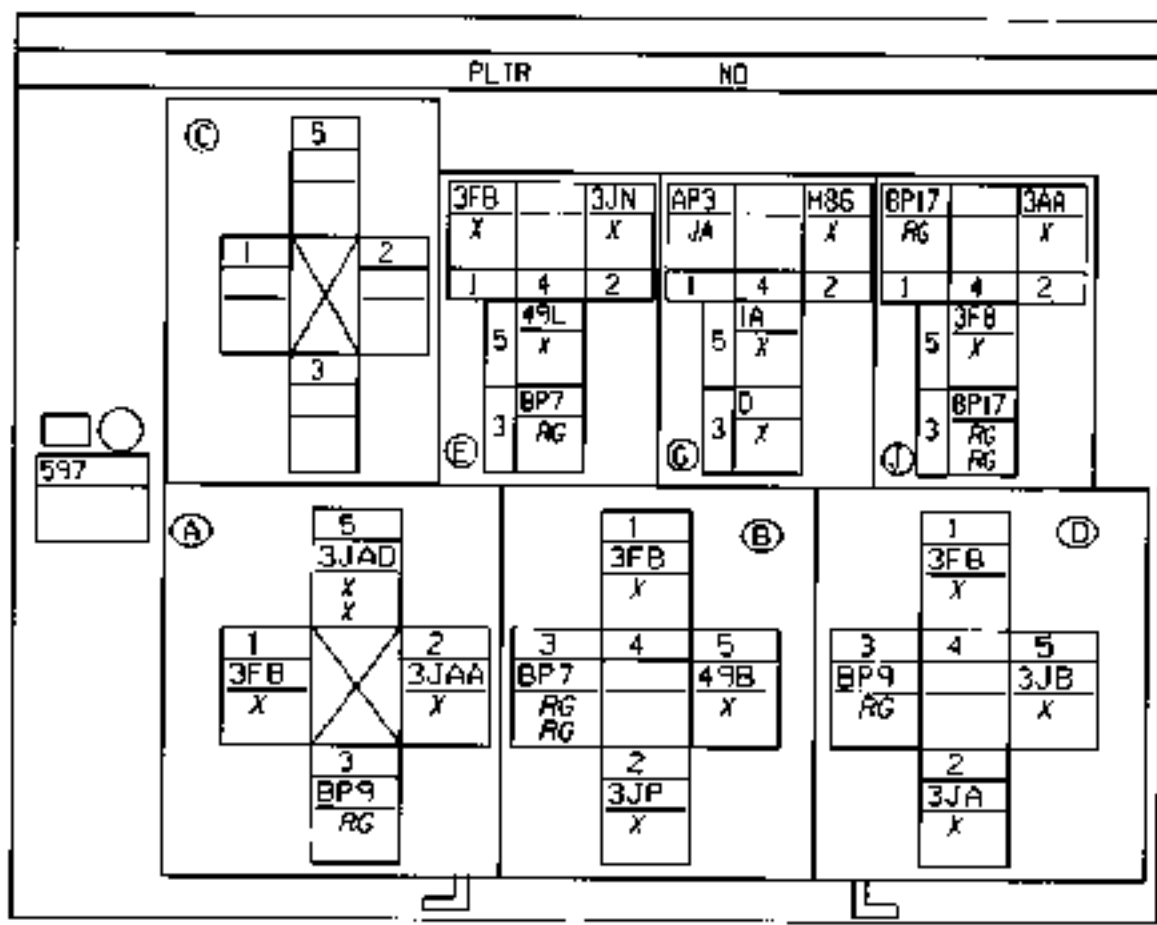 PLTR NO
C
5
1 2
3
3FB 3JN
X X
1 4 2
5 49L
X
3 BP7
RG
E
AP3 M86
JA X
1 4 2
5 1A
X
3 D
X
G
BP17 3AA
RG X
1 4 2
5 3FB
X
3 BP17
RG
RG
J
597
A
5
3JAD
X
X
1 2
3FB 3JAA
X X
3
BP9
RG
B
1
3FB
X
3 4 5
BP7 49B
RG X
RG
2
3JP
X
D
1
3FB
X
3 4 5
BP9 3JB
RG X
2
3JA
X